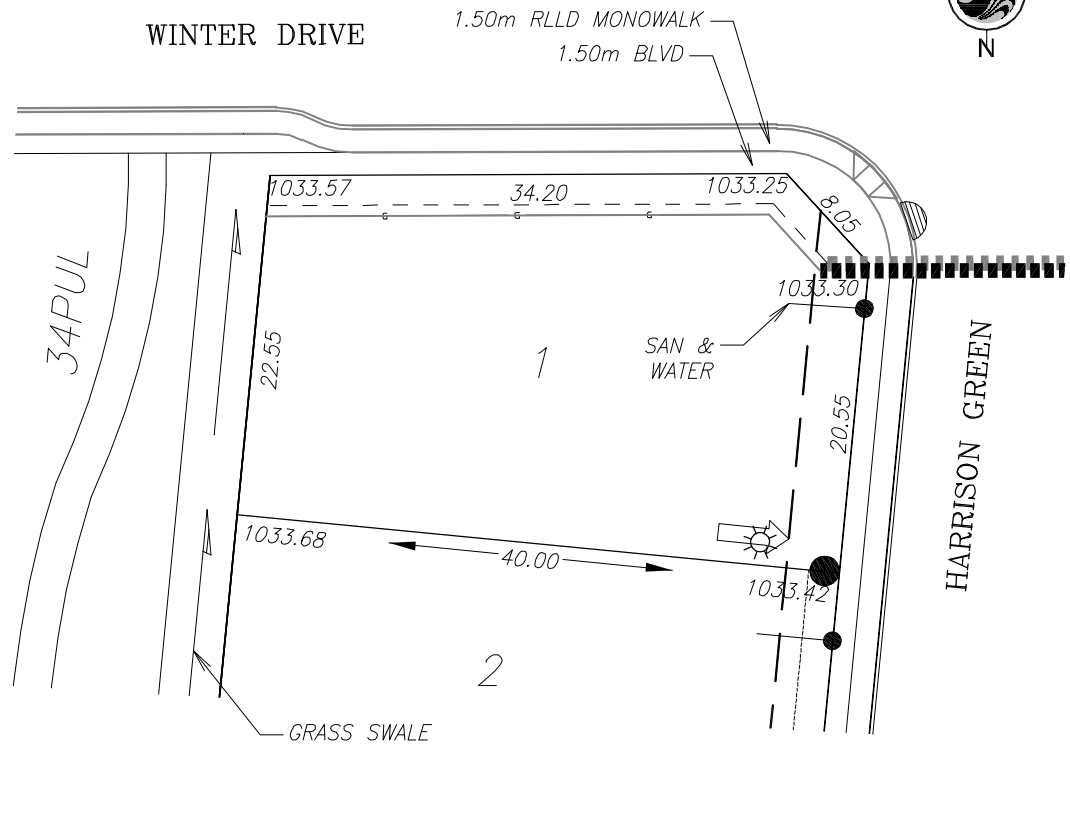 1.50m RLLD MONOWALK
WINTER DRIVE
1.50m BLVD
N
1033.57
34.20
1033.25
8.05
34PUL
1033.30
SAN &
WATER
1
22.55
20.55
HARRISON GREEN
1033.68
40.00
1033.42
2
GRASS SWALE